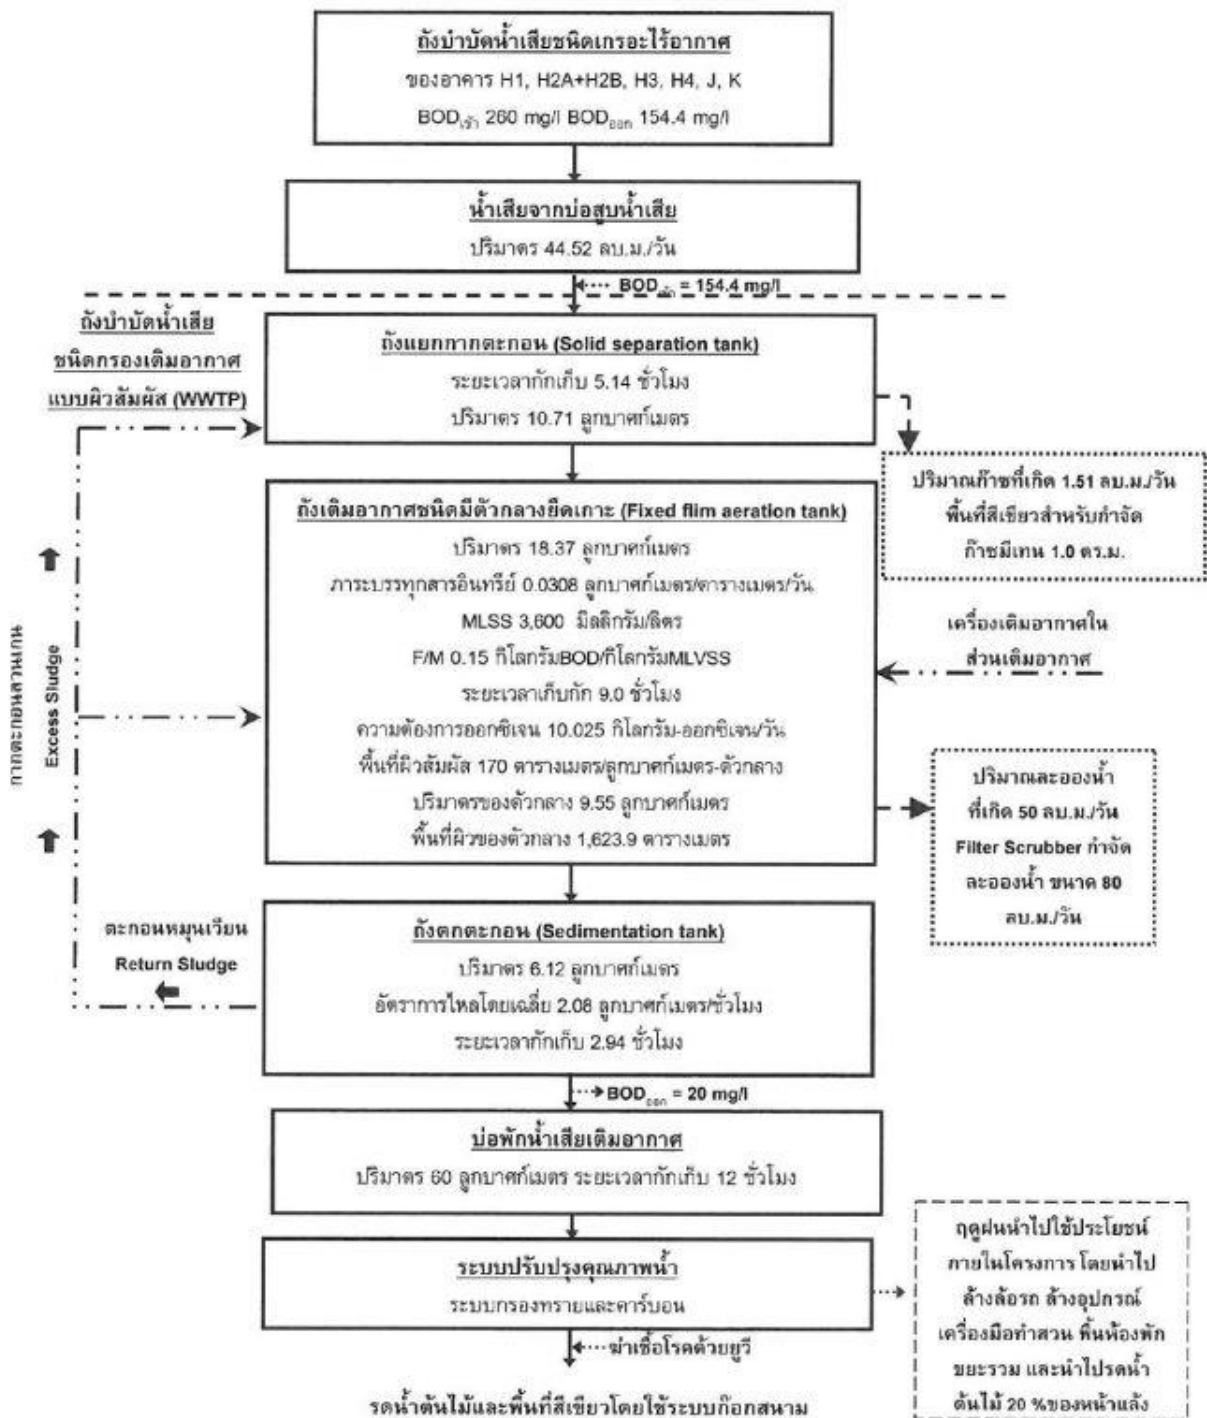 ถังบำบัดน้ำเสียชนิดเกรอะไร้อากาศ
ของอาคาร H1, H2A+H2B, H3, H4, J, K
BODเข้า 260 mg/l BODออก 154.4 mg/l
น้ำเสียจากบ่อสูบน้ำเสีย
ปริมาตร 44.52 ลบ.ม./วัน
BODเข้า = 154.4 mg/l
ถังบำบัดน้ำเสีย
ชนิดกรองเติมอากาศ
แบบผิวสัมผัส (WWTP)
ถังแยกกากตะกอน (Solid separation tank)
ระยะเวลากักเก็บ 5.14 ชั่วโมง
ปริมาตร 10.71 ลูกบาศก์เมตร
ปริมาณก๊าซที่เกิด 1.51 ลบ.ม./วัน
พื้นที่สีเขียวสำหรับกำจัด
ก๊าซมีเทน 1.0 ตร.ม.
ถังเติมอากาศชนิดมีตัวกลางยึดเกาะ (Fixed flim aeration tank)
ปริมาตร 18.37 ลูกบาศก์เมตร
ภาระบรรทุกสารอินทรีย์ 0.0308 ลูกบาศก์เมตร/ตารางเมตร/วัน
MLSS 3,600 มิลลิกรัม/ลิตร
F/M 0.15 กิโลกรัมBOD/กิโลกรัมMLVSS
ระยะเวลาเก็บกัก 9.0 ชั่วโมง
ความต้องการออกซิเจน 10.025 กิโลกรัม-ออกซิเจน/วัน
พื้นที่ผิวสัมผัส 170 ตารางเมตร/ลูกบาศก์เมตร-ตัวกลาง
ปริมาตรของตัวกลาง 9.55 ลูกบาศก์เมตร
พื้นที่ผิวของตัวกลาง 1,623.9 ตารางเมตร
เครื่องเติมอากาศใน
ส่วนเติมอากาศ
ปริมาณละอองน้ำ
ที่เกิด 50 ลบ.ม./วัน
Filter Scrubber กำจัด
ละอองน้ำ ขนาด 80
ลบ.ม./วัน
กากตะกอนส่วนเกิน
Excess Sludge
ตะกอนหมุนเวียน
Return Sludge
ถังตกตะกอน (Sedimentation tank)
ปริมาตร 6.12 ลูกบาศก์เมตร
อัตราการไหลโดยเฉลี่ย 2.08 ลูกบาศก์เมตร/ชั่วโมง
ระยะเวลากักเก็บ 2.94 ชั่วโมง
BODออก = 20 mg/l
บ่อพักน้ำเสียเติมอากาศ
ปริมาตร 60 ลูกบาศก์เมตร ระยะเวลากักเก็บ 12 ชั่วโมง
ระบบปรับปรุงคุณภาพน้ำ
ระบบกรองทรายและคาร์บอน
ฆ่าเชื้อโรคด้วยยูวี
รดน้ำต้นไม้และพื้นที่สีเขียวโดยใช้ระบบก๊อกสนาม
ฤดูฝนนำไปใช้ประโยชน์
ภายในโครงการ โดยนำไป
ล้างล้อรถ ล้างอุปกรณ์
เครื่องมือทำสวน พื้นห้องพัก
ขยะรวม และนำไปรดน้ำ
ต้นไม้ 20 %ของหน้าแล้ง